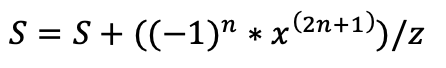 S = S + ((−1)ⁿ * x⁽²ⁿ⁺¹⁾)/z